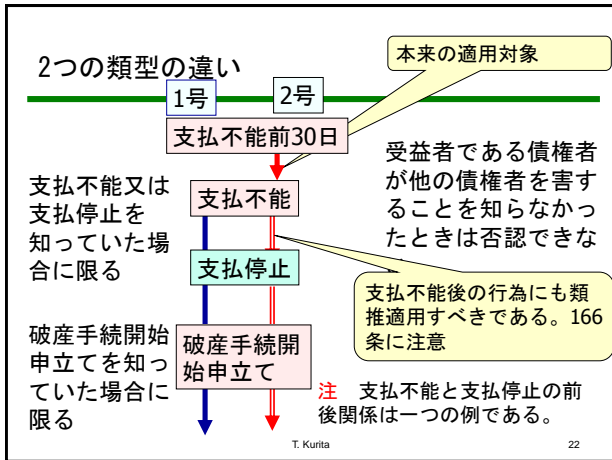 2つの類型の違い
本来の適用対象
1号
2号
支払不能前30日
支払不能又は
支払停止を
知っていた場
合に限る
支払不能
受益者である債権者
が他の債権者を害す
ることを知らなかっ
たときは否認できな
支払停止
支払不能後の行為にも類
推適用すべきである。166
条に注意
破産手続開始
申立てを知っ
ていた場合に
限る
破産手続開
始申立て
注 支払不能と支払停止の前
後関係は一つの例である。
T. Kurita
22